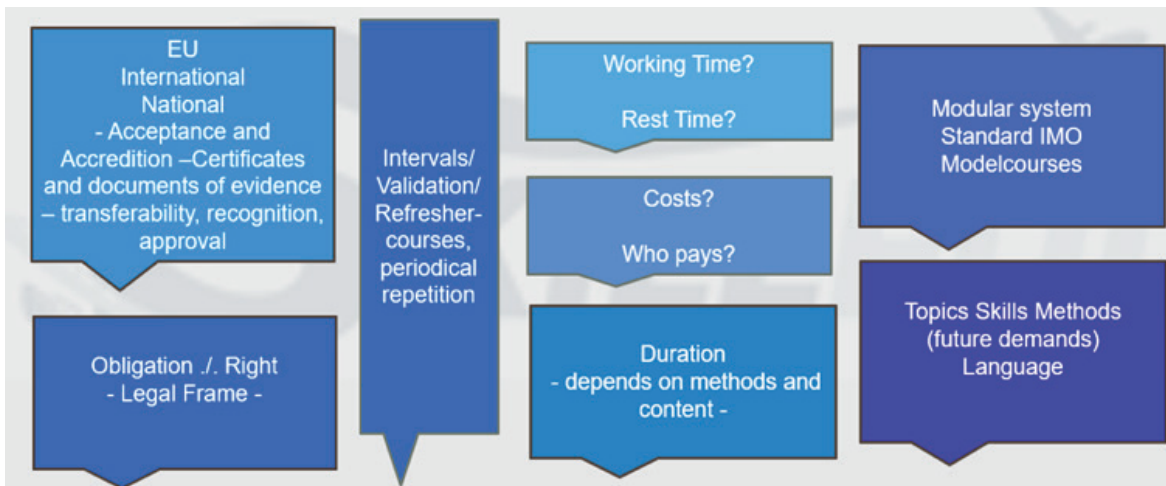 EU
International
National
- Acceptance and
Accredition –Certificates
and documents of evidence
– transferability, recognition,
approval
Obligation ./. Right
- Legal Frame -
Intervals/
Validation/
Refresher-
courses,
periodical
repetition
Working Time?
Rest Time?
Costs?
Who pays?
Duration
- depends on methods and
content -
Modular system
Standard IMO
Modelcourses
Topics Skills Methods
(future demands)
Language